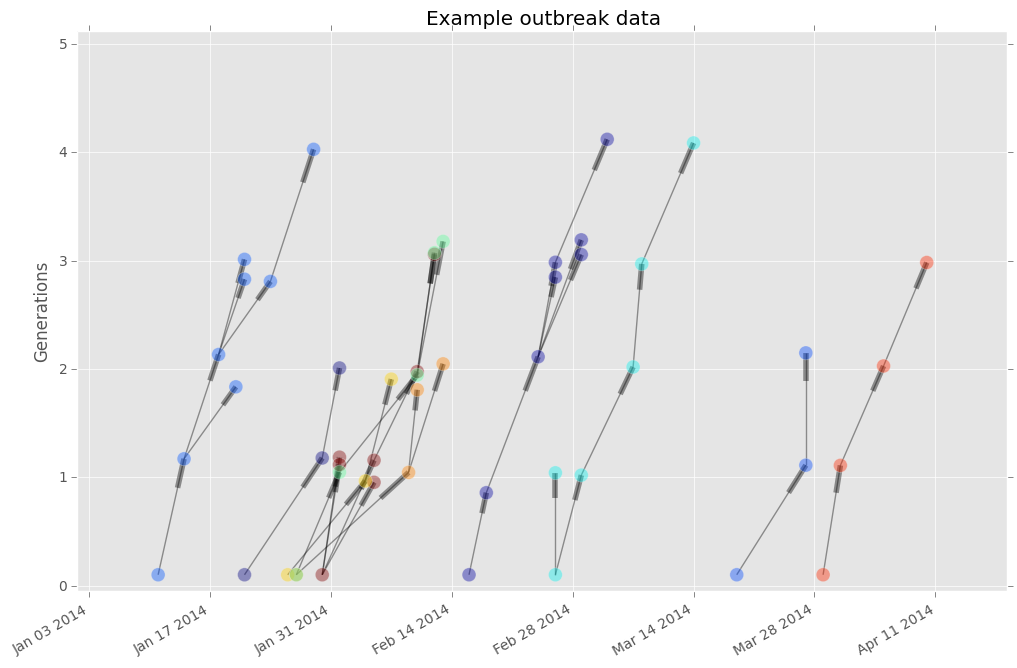 Example outbreak data
5
4
3
2
1
0
Generations
Jan 03 2014
Jan 17 2014
Jan 31 2014
Feb 14 2014
Feb 28 2014
Mar 14 2014
Mar 28 2014
Apr 11 2014